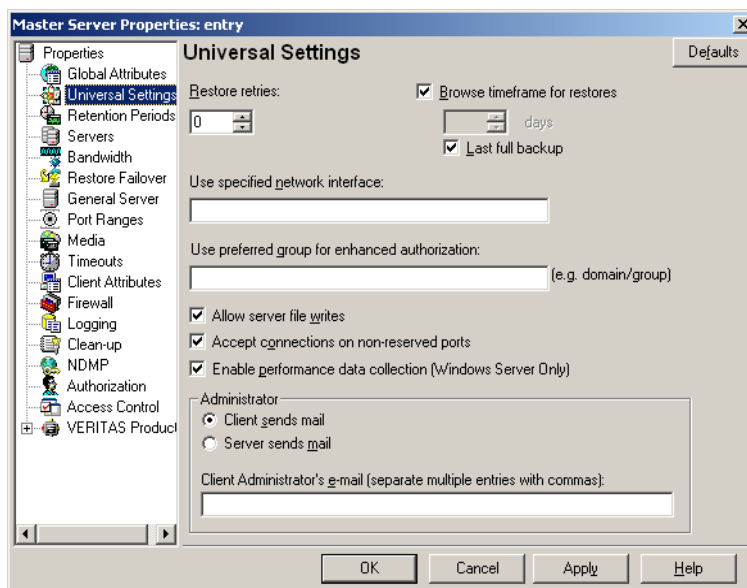 Master Server Properties: entry
Properties
Global Attributes
Universal Settings
Retention Periods
Servers
Bandwidth
Restore Failover
General Server
Port Ranges
Media
Timeouts
Client Attributes
Firewall
Logging
Clean-up
NDMP
Authorization
Access Control
VERITAS Produc
Universal Settings
Defaults
Restore retries:
0
Browse timeframe for restores
days
Last full backup
Use specified network interface:
Use preferred group for enhanced authorization:
(e.g. domain/group)
Allow server file writes
Accept connections on non-reserved ports
Enable performance data collection (Windows Server Only)
Administrator
Client sends mail
Server sends mail
Client Administrator's e-mail (separate multiple entries with commas):
OK
Cancel
Apply
Help